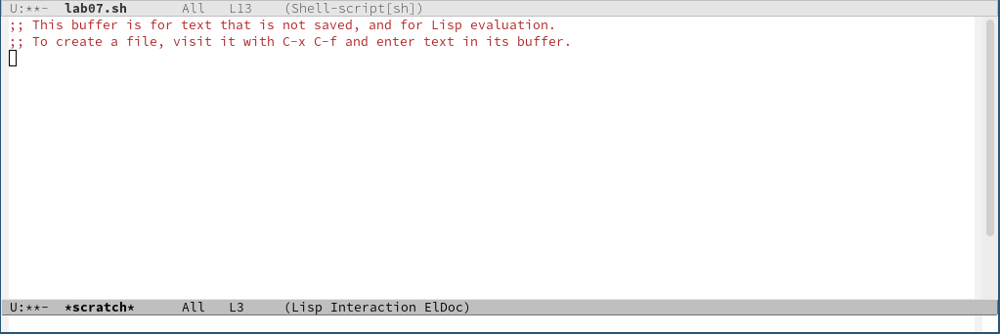 U:**-  lab07.sh       All   L13    (Shell-script[sh])
;; This buffer is for text that is not saved, and for Lisp evaluation.
;; To create a file, visit it with C-x C-f and enter text in its buffer.
U:**-  *scratch*      All   L3     (Lisp Interaction ElDoc)